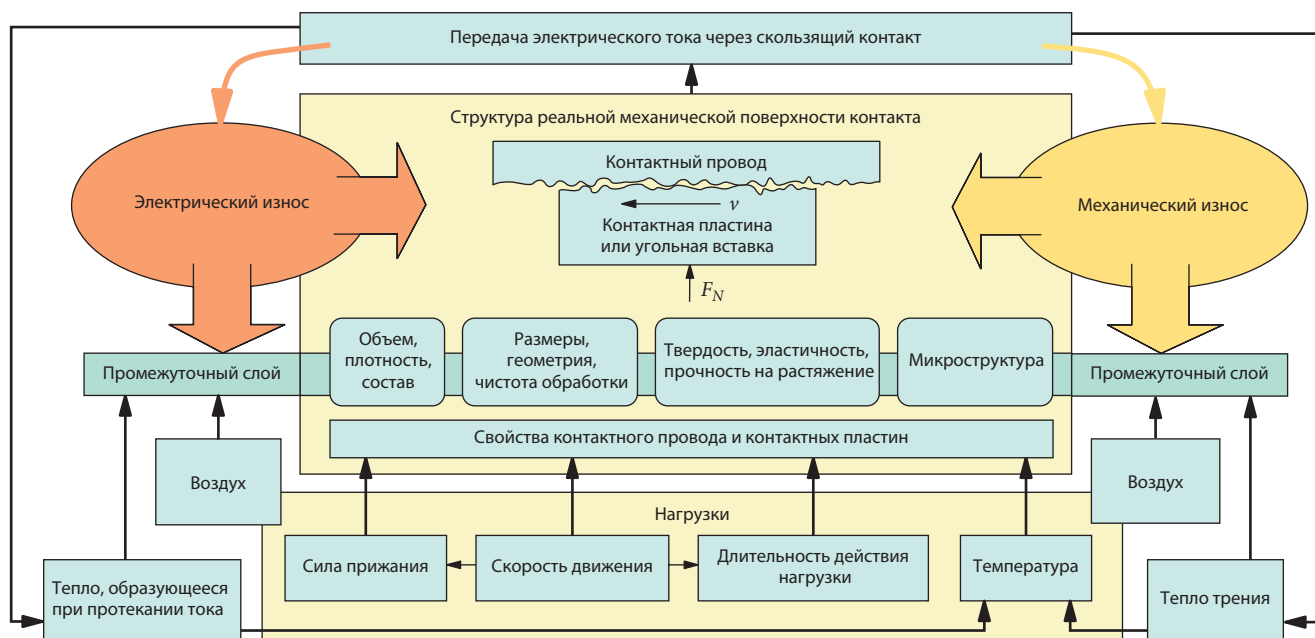 Передача электрического тока через скользящий контакт
Структура реальной механической поверхности контакта
Контактный провод
v
Контактная пластина
или угольная вставка
F_N
Электрический износ
Механический износ
Промежуточный слой
Объем,
плотность,
состав
Размеры,
геометрия,
чистота обработки
Твердость, эластичность,
прочность на растяжение
Микроструктура
Промежуточный слой
Свойства контактного провода и контактных пластин
Воздух
Воздух
Нагрузки
Сила прижания
Скорость движения
Длительность действия
нагрузки
Температура
Тепло, образующееся
при протекании тока
Тепло трения